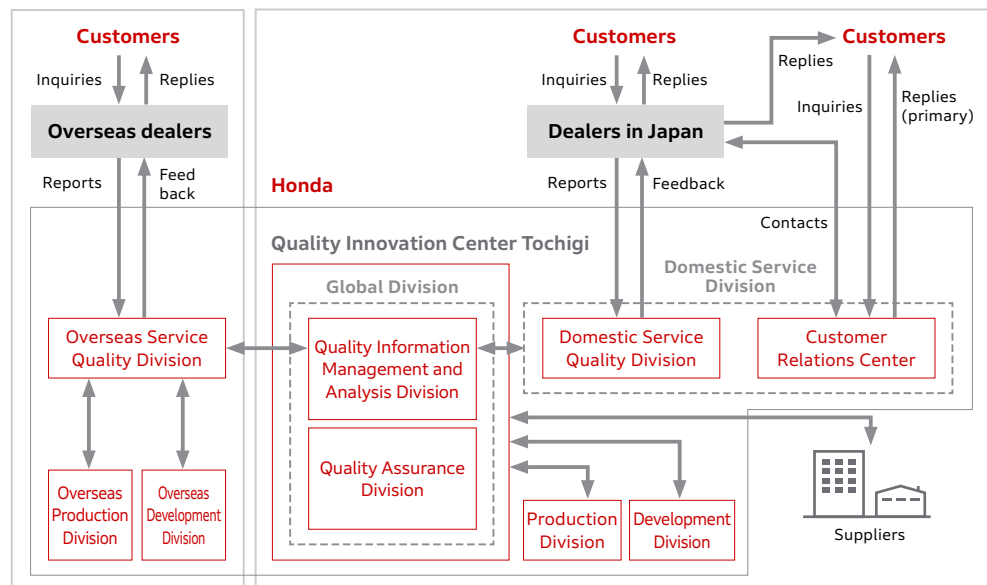 Customers
Inquiries
Replies
Overseas dealers
Reports
Feed
back
Customers
Inquiries
Replies
Dealers in Japan
Reports
Feedback
Replies
Customers
Inquiries
Replies
(primary)
Contacts
Honda
Quality Innovation Center Tochigi
Global Division
Domestic Service
Division
Overseas Service
Quality Division
Quality Information
Management and
Analysis Division
Domestic Service
Quality Division
Customer
Relations Center
Quality Assurance
Division
Overseas
Production
Division
Overseas
Development
Division
Production
Division
Development
Division
Suppliers